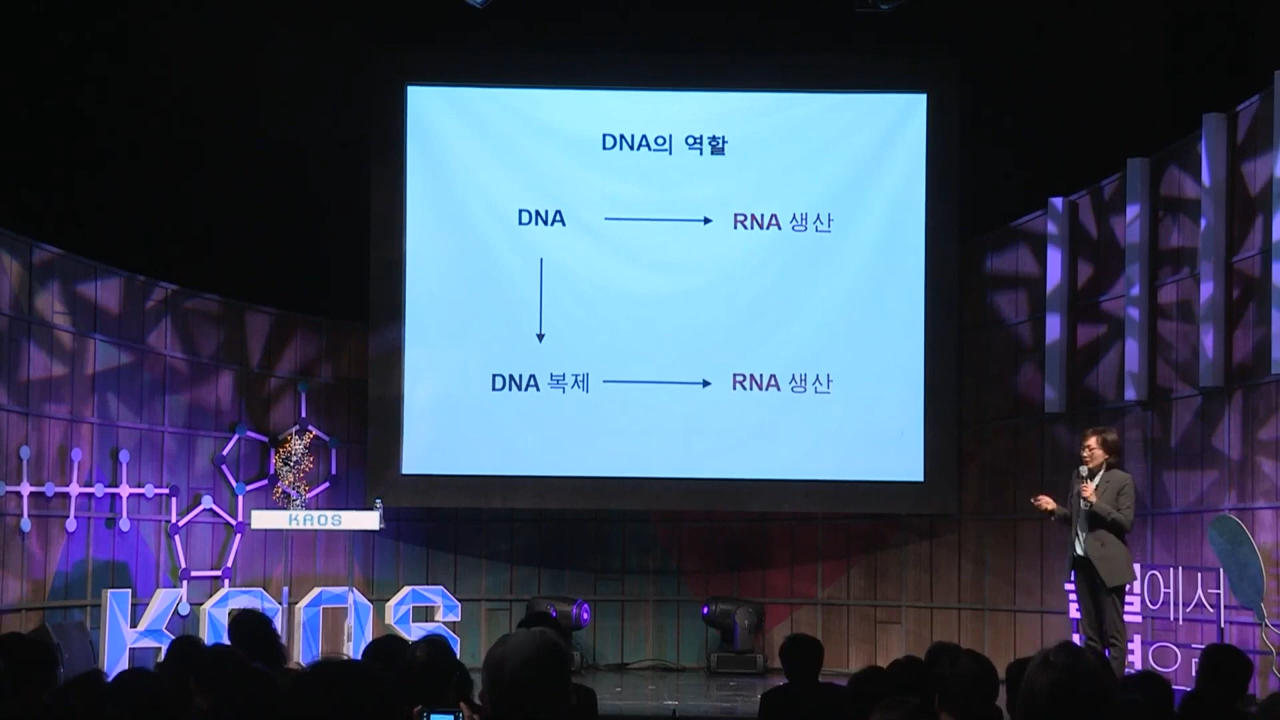 DNA의 역할
DNA → RNA 생산
DNA 복제 → RNA 생산
KAOS
KAOS
에서